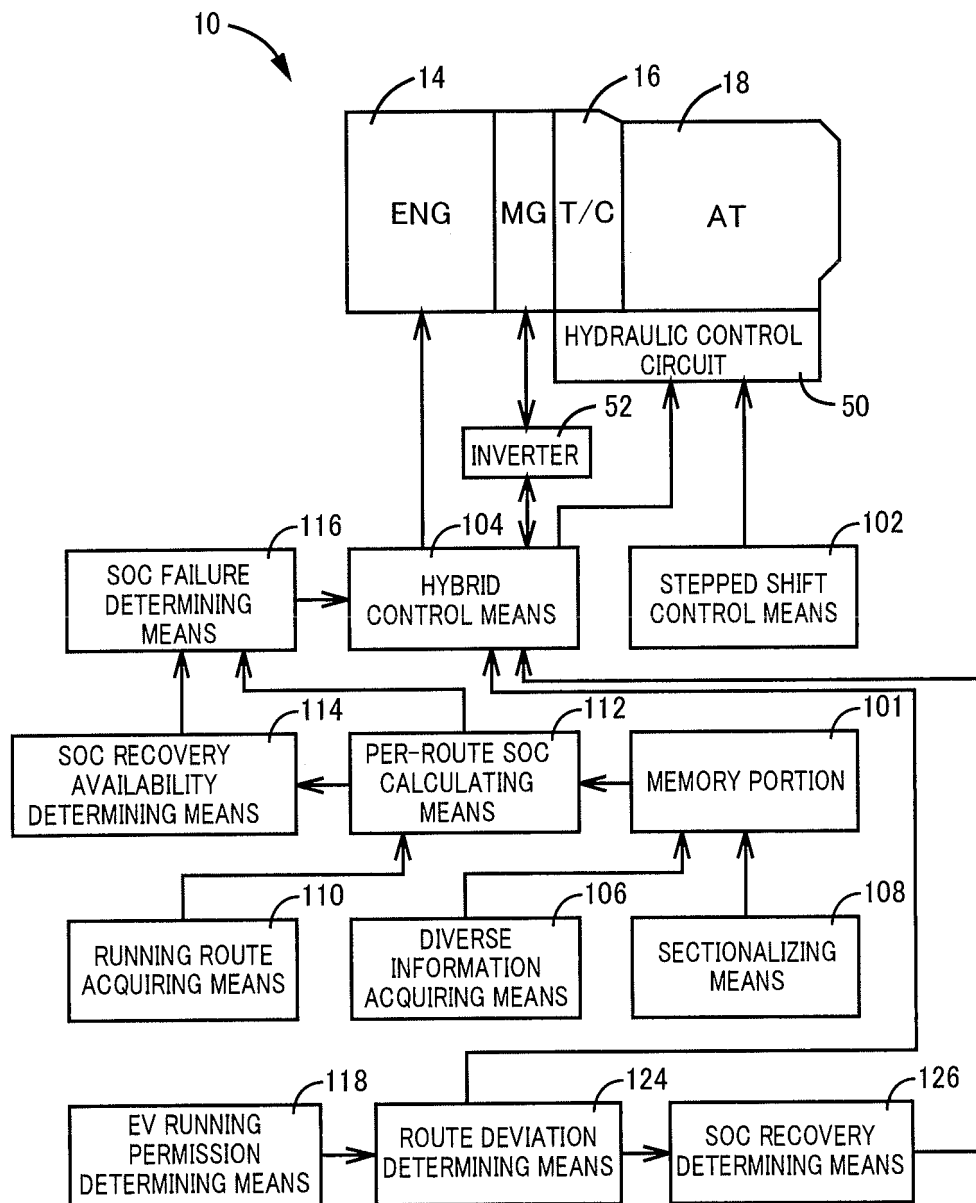 10
14
16
18
ENG
MG
T/C
AT
HYDRAULIC CONTROL
CIRCUIT
50
52
INVERTER
116
SOC FAILURE
DETERMINING
MEANS
104
HYBRID
CONTROL MEANS
102
STEPPED SHIFT
CONTROL MEANS
114
SOC RECOVERY
AVAILABILITY
DETERMINING MEANS
112
PER-ROUTE SOC
CALCULATING
MEANS
101
MEMORY PORTION
110
RUNNING ROUTE
ACQUIRING MEANS
106
DIVERSE
INFORMATION
ACQUIRING MEANS
108
SECTIONALIZING
MEANS
118
EV RUNNING
PERMISSION
DETERMINING MEANS
124
ROUTE DEVIATION
DETERMINING MEANS
126
SOC RECOVERY
DETERMINING MEANS